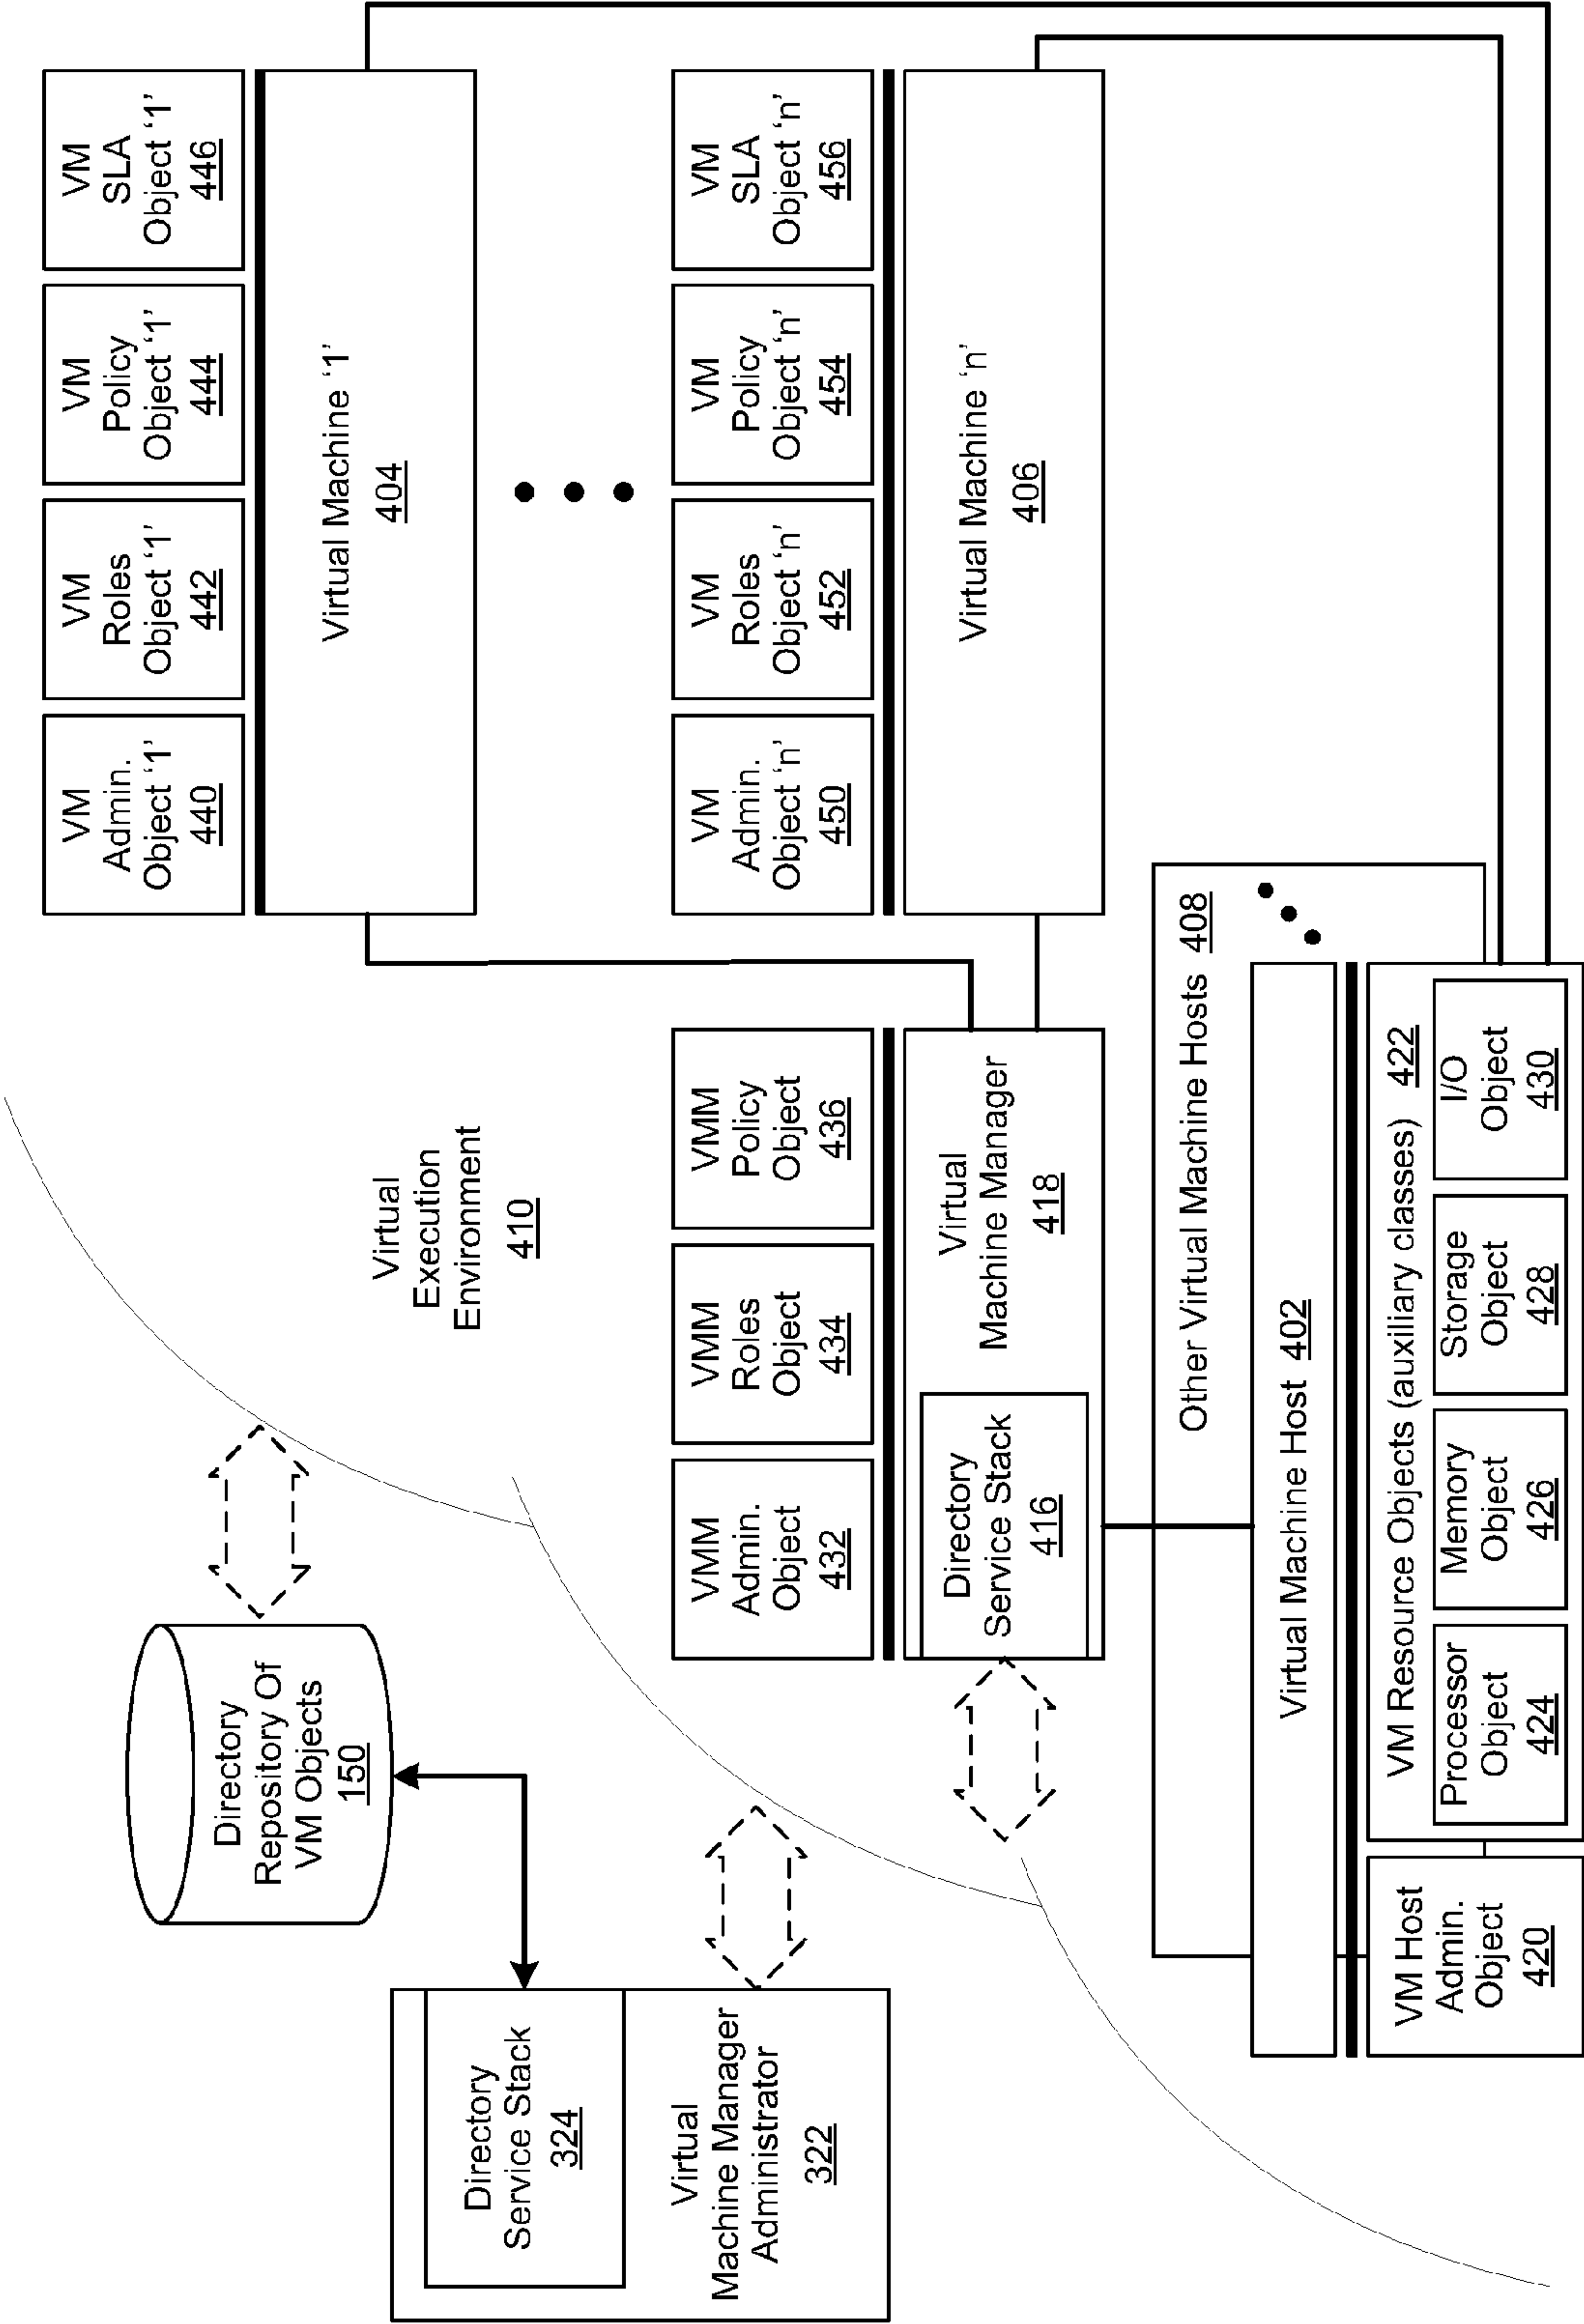 Directory
Repository Of
VM Objects
150
Directory
Service Stack
324
Virtual
Machine Manager
Administrator
322
Virtual
Execution
Environment
410
VM
Admin.
Object ‘1’
440
VM
Roles
Object ‘1’
442
VM
Policy
Object ‘1’
444
VM
SLA
Object ‘1’
446
Virtual Machine ‘1’
404
VMM
Admin.
Object
432
VMM
Roles
Object
434
VMM
Policy
Object
436
VM
Admin.
Object ‘n’
450
VM
Roles
Object ‘n’
452
VM
Policy
Object ‘n’
454
VM
SLA
Object ‘n’
456
Directory
Service Stack
416
Virtual
Machine Manager
418
Virtual Machine ‘n’
406
Other Virtual Machine Hosts 408
Virtual Machine Host 402
VM Host
Admin.
Object
420
VM Resource Objects (auxiliary classes) 422
Processor
Object
424
Memory
Object
426
Storage
Object
428
I/O
Object
430